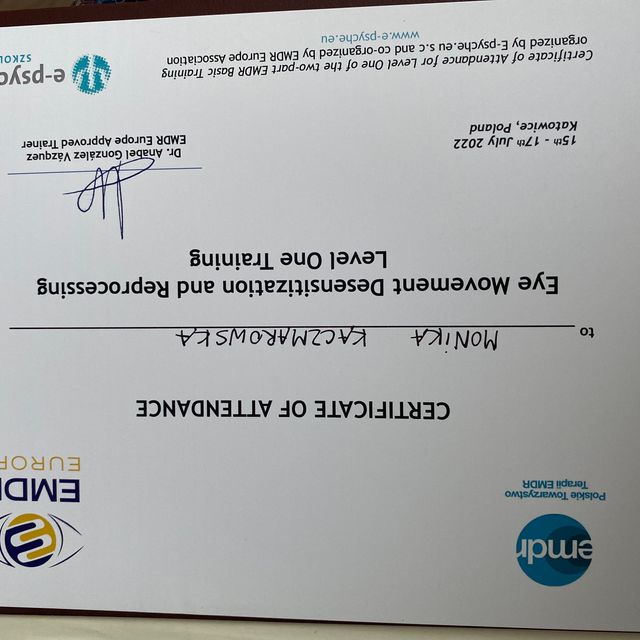 emdr
Polskie Towarzystwo
Terapii EMDR
EMD
EUROP
CERTIFICATE OF ATTENDANCE
to MONIKA KACZMAROWSKA
Eye Movement Desensitization and Reprocessing
Level One Training
15th - 17th July 2022
Katowice, Poland
Dr. Anabel González Vázquez
EMDR Europe Approved Trainer
Certificate of Attendance for Level One of the two-part EMDR Basic Training
organized by E-psyche.eu s.c and co-organized by EMDR Europe Association
www.e-psyche.eu
e-psyc
SZKOL